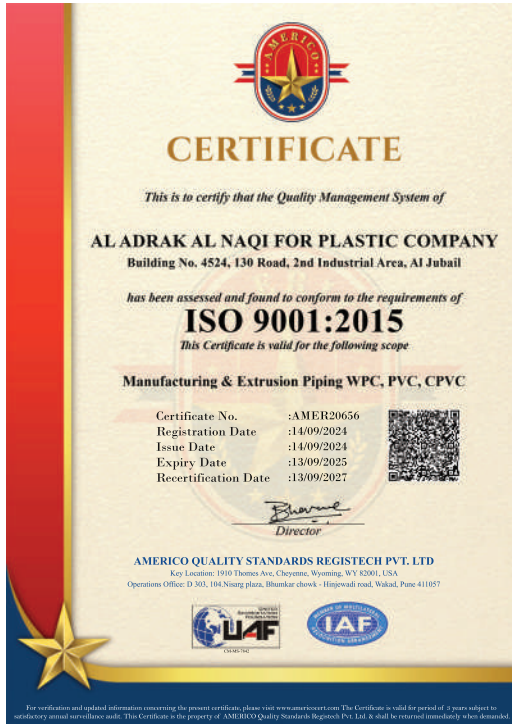 AMERICO
CERTIFICATE
This is to certify that the Quality Management System of
AL ADRAK AL NAQI FOR PLASTIC COMPANY
Building No. 4524, 130 Road, 2nd Industrial Area, Al Jubail
has been assessed and found to conform to the requirements of
ISO 9001:2015
This Certificate is valid for the following scope
Manufacturing & Extrusion Piping WPC, PVC, CPVC
Certificate No. :AMER20656
Registration Date :14/09/2024
Issue Date :14/09/2024
Expiry Date :13/09/2025
Recertification Date :13/09/2027
Director
AMERICO QUALITY STANDARDS REGISTECH PVT. LTD
Key Location: 1910 Thomes Ave, Cheyenne, Wyoming, WY 82001, USA
Operations Office: D 303, 104,Nisarg plaza, Bhumkar chowk - Hinjewadi road, Wakad, Pune 411057
UNITED
ACCREDITATION
FOUNDATION
UAF
MEMBER OF MULTILATERAL
RECOGNITION ARRANGEMENT
IAF
For verification and updated information concerning the present certificate, please visit www.americocert.com The Certificate is valid for period of 3 years subject to
satisfactory annual surveillance audit. This Certificate is the property of AMERICO Quality Standards Registech Pvt. Ltd. & shall be returned immediately when demanded.